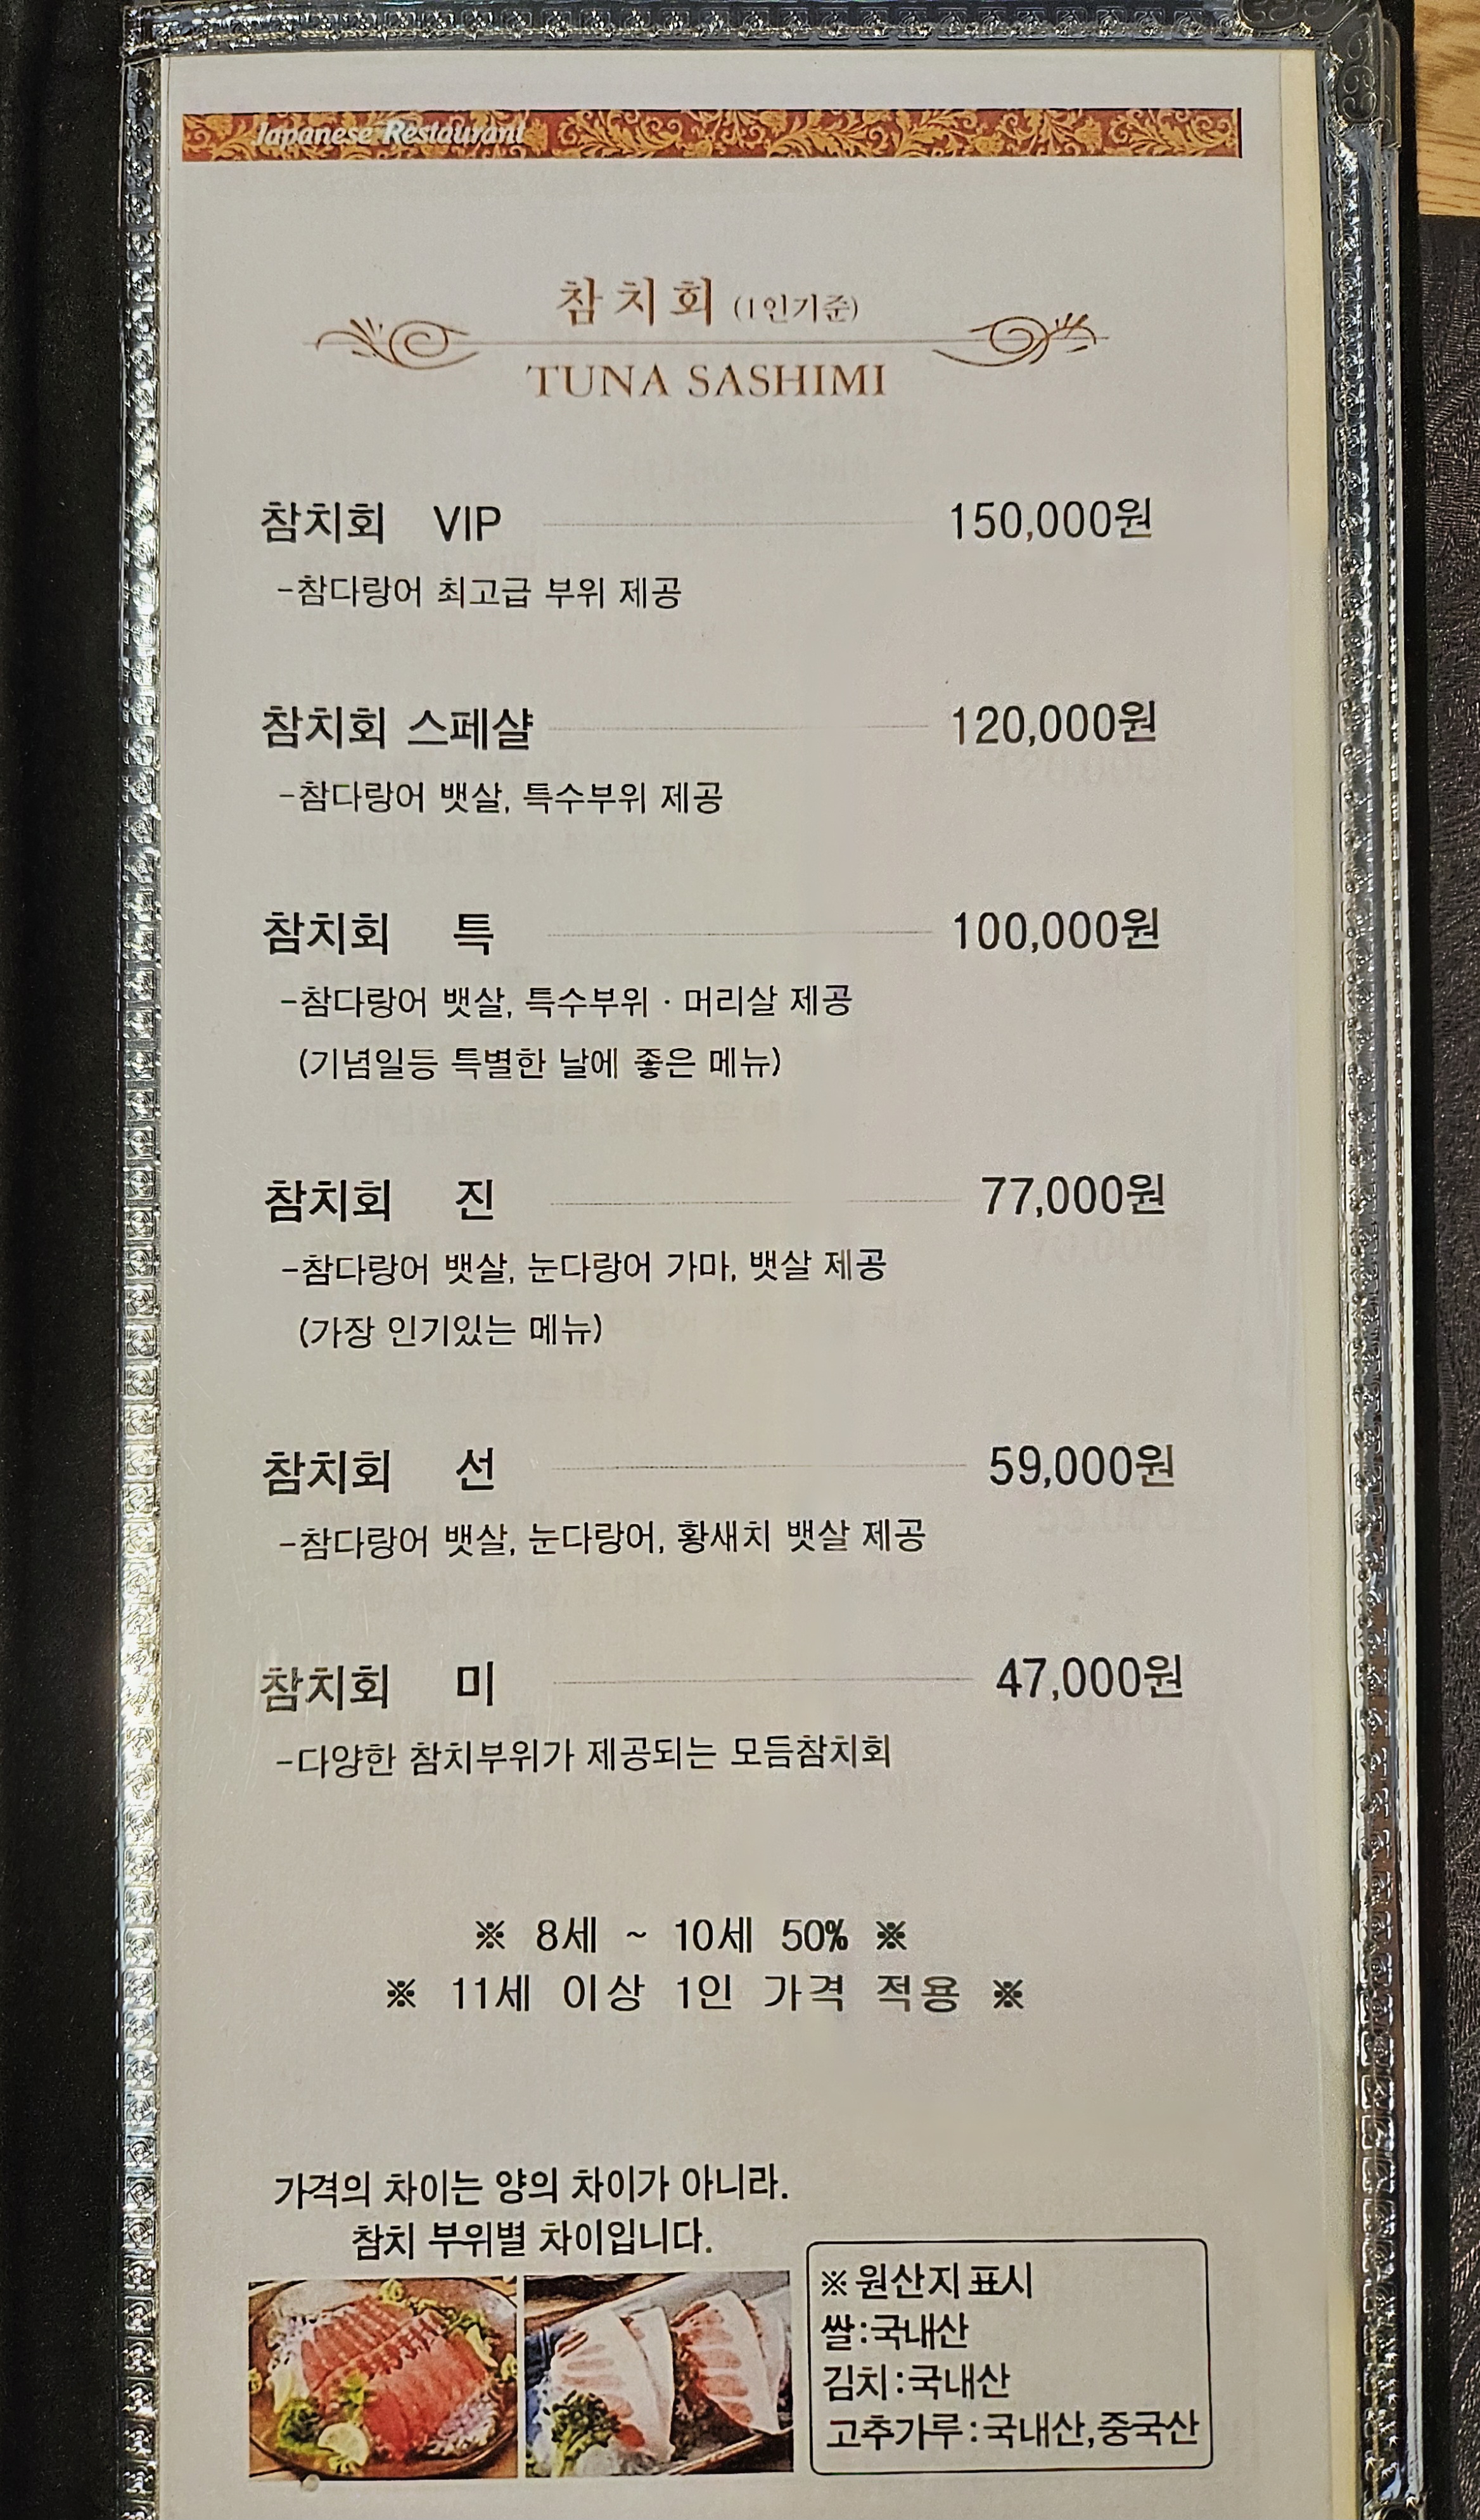 Japanese Restaurant
참치회 (1인기준)
TUNA SASHIMI
참치회 VIP 150,000원
-참다랑어 최고급 부위 제공
참치회 스페샬 120,000원
-참다랑어 뱃살, 특수부위 제공
참치회 특 100,000원
-참다랑어 뱃살, 특수부위 · 머리살 제공
(기념일등 특별한 날에 좋은 메뉴)
참치회 진 77,000원
-참다랑어 뱃살, 눈다랑어 가마, 뱃살 제공
(가장 인기있는 메뉴)
참치회 선 59,000원
-참다랑어 뱃살, 눈다랑어, 황새치 뱃살 제공
참치회 미 47,000원
-다양한 참치부위가 제공되는 모듬참치회
※ 8세 ~ 10세 50% ※
※ 11세 이상 1인 가격 적용 ※
가격의 차이는 양의 차이가 아니라.
참치 부위별 차이입니다.
※원산지표시
쌀:국내산
김치:국내산
고추가루:국내산,중국산